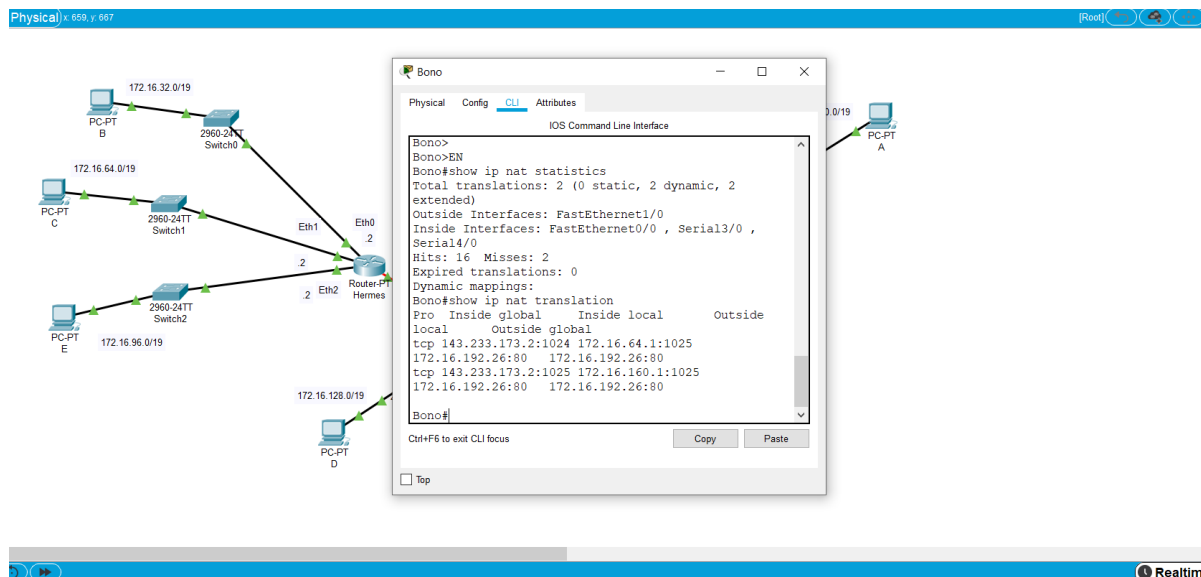 Physical x: 659, y: 667
[Root]
172.16.32.0/19
PC-PT
B
2960-24TT
Switch0
172.16.64.0/19
PC-PT
C
2960-24TT
Switch1
Eth1
Eth0
.2
.2
.2
Eth2
Router-PT
Hermes
2960-24TT
Switch2
PC-PT
E
172.16.96.0/19
172.16.128.0/19
PC-PT
D
0.0/19
PC-PT
A
Bono
Physical Config CLI Attributes
IOS Command Line Interface
Bono>
Bono>EN
Bono#show ip nat statistics
Total translations: 2 (0 static, 2 dynamic, 2
extended)
Outside Interfaces: FastEthernet1/0
Inside Interfaces: FastEthernet0/0 , Serial3/0 ,
Serial4/0
Hits: 16 Misses: 2
Expired translations: 0
Dynamic mappings:
Bono#show ip nat translation
Pro Inside global Inside local Outside
local Outside global
tcp 143.233.173.2:1024 172.16.64.1:1025
172.16.192.26:80 172.16.192.26:80
tcp 143.233.173.2:1025 172.16.160.1:1025
172.16.192.26:80 172.16.192.26:80
Bono#
Ctrl+F6 to exit CLI focus
Copy Paste
Top
Realtim